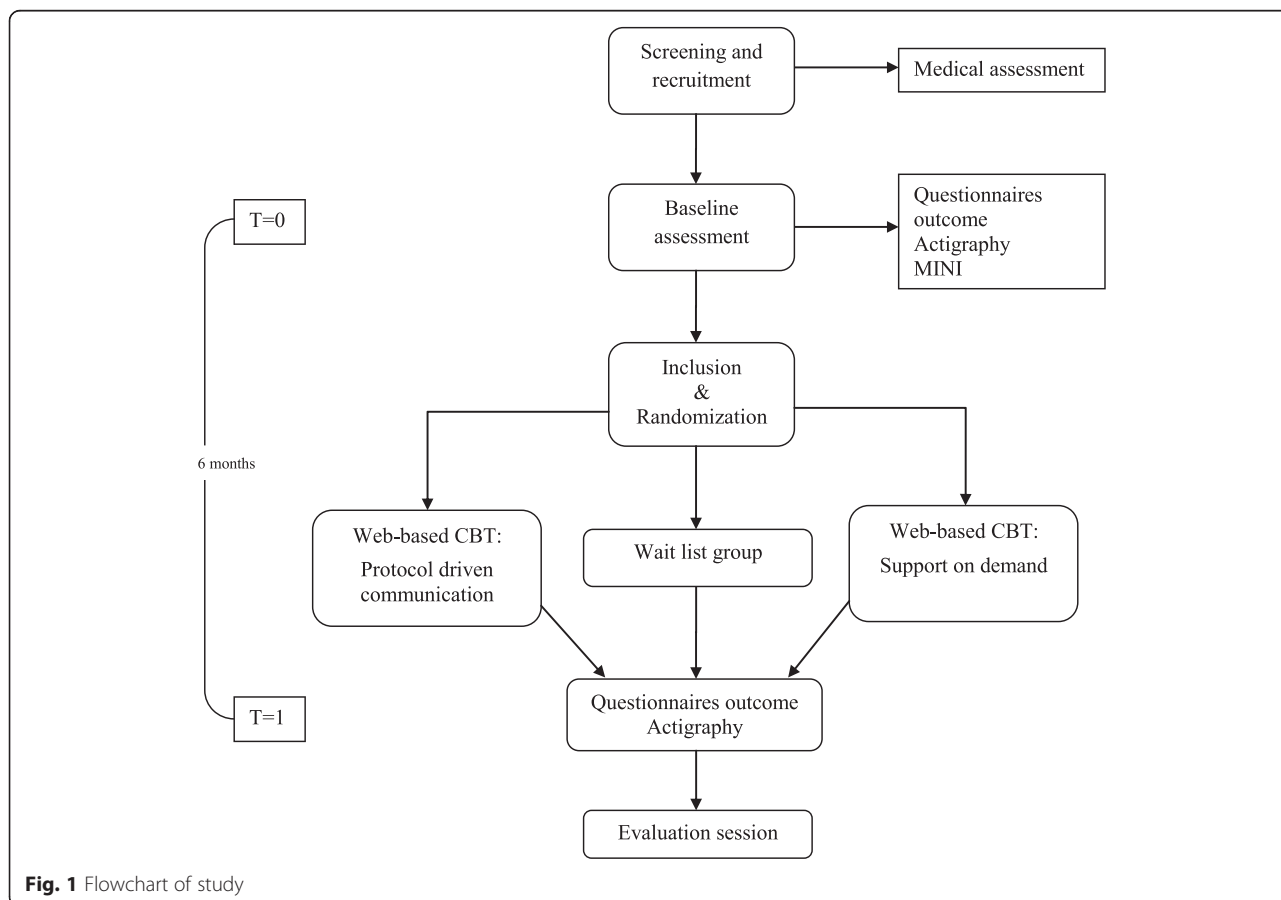 Screening and
recruitment
Medical assessment
T=0
Baseline
assessment
Questionnaires
outcome
Actigraphy
MINI
Inclusion
&
Randomization
6 months
Web-based CBT:
Protocol driven
communication
Wait list group
Web-based CBT:
Support on demand
T=1
Questionnaires outcome
Actigraphy
Evaluation session
Fig. 1 Flowchart of study